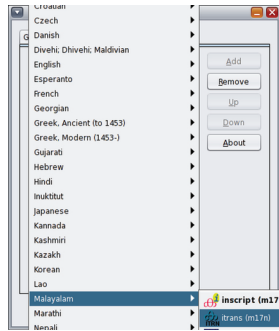 Croatian
Czech
Danish
Divehi; Dhivehi; Maldivian
English
Esperanto
French
Georgian
Greek, Ancient (to 1453)
Greek, Modern (1453-)
Gujarati
Hebrew
Hindi
Inuktitut
Japanese
Kannada
Kashmiri
Kazakh
Korean
Lao
Malayalam
Marathi
Nepali
Add
Remove
Up
Down
About
inscript (m17
itrans (m17n)